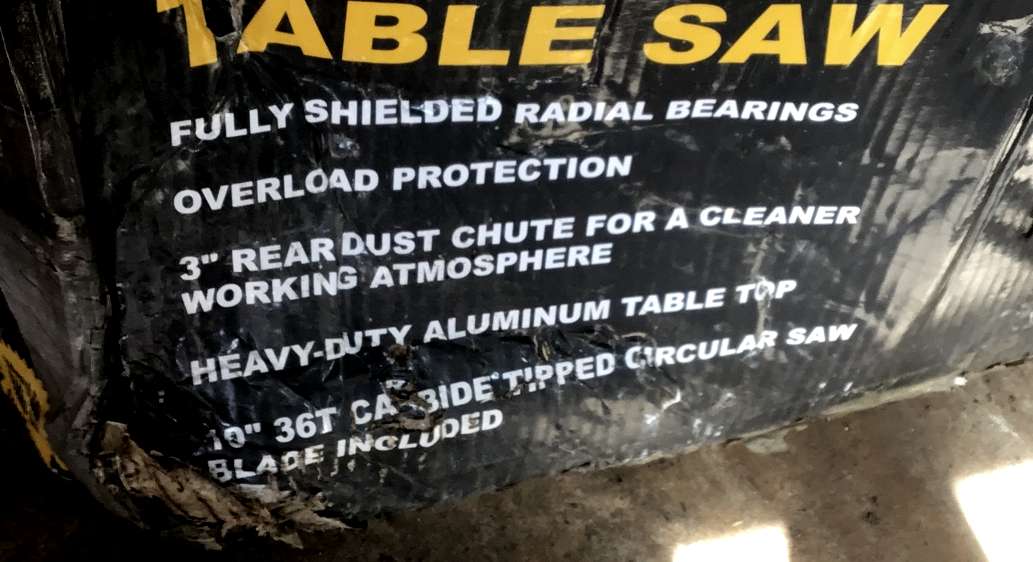 TABLE SAW
FULLY SHIELDED RADIAL BEARINGS
OVERLOAD PROTECTION
3" REAR DUST CHUTE FOR A CLEANER
WORKING ATMOSPHERE
HEAVY-DUTY ALUMINUM TABLE TOP
10" 36T CARBIDE TIPPED CIRCULAR SAW
BLADE INCLUDED